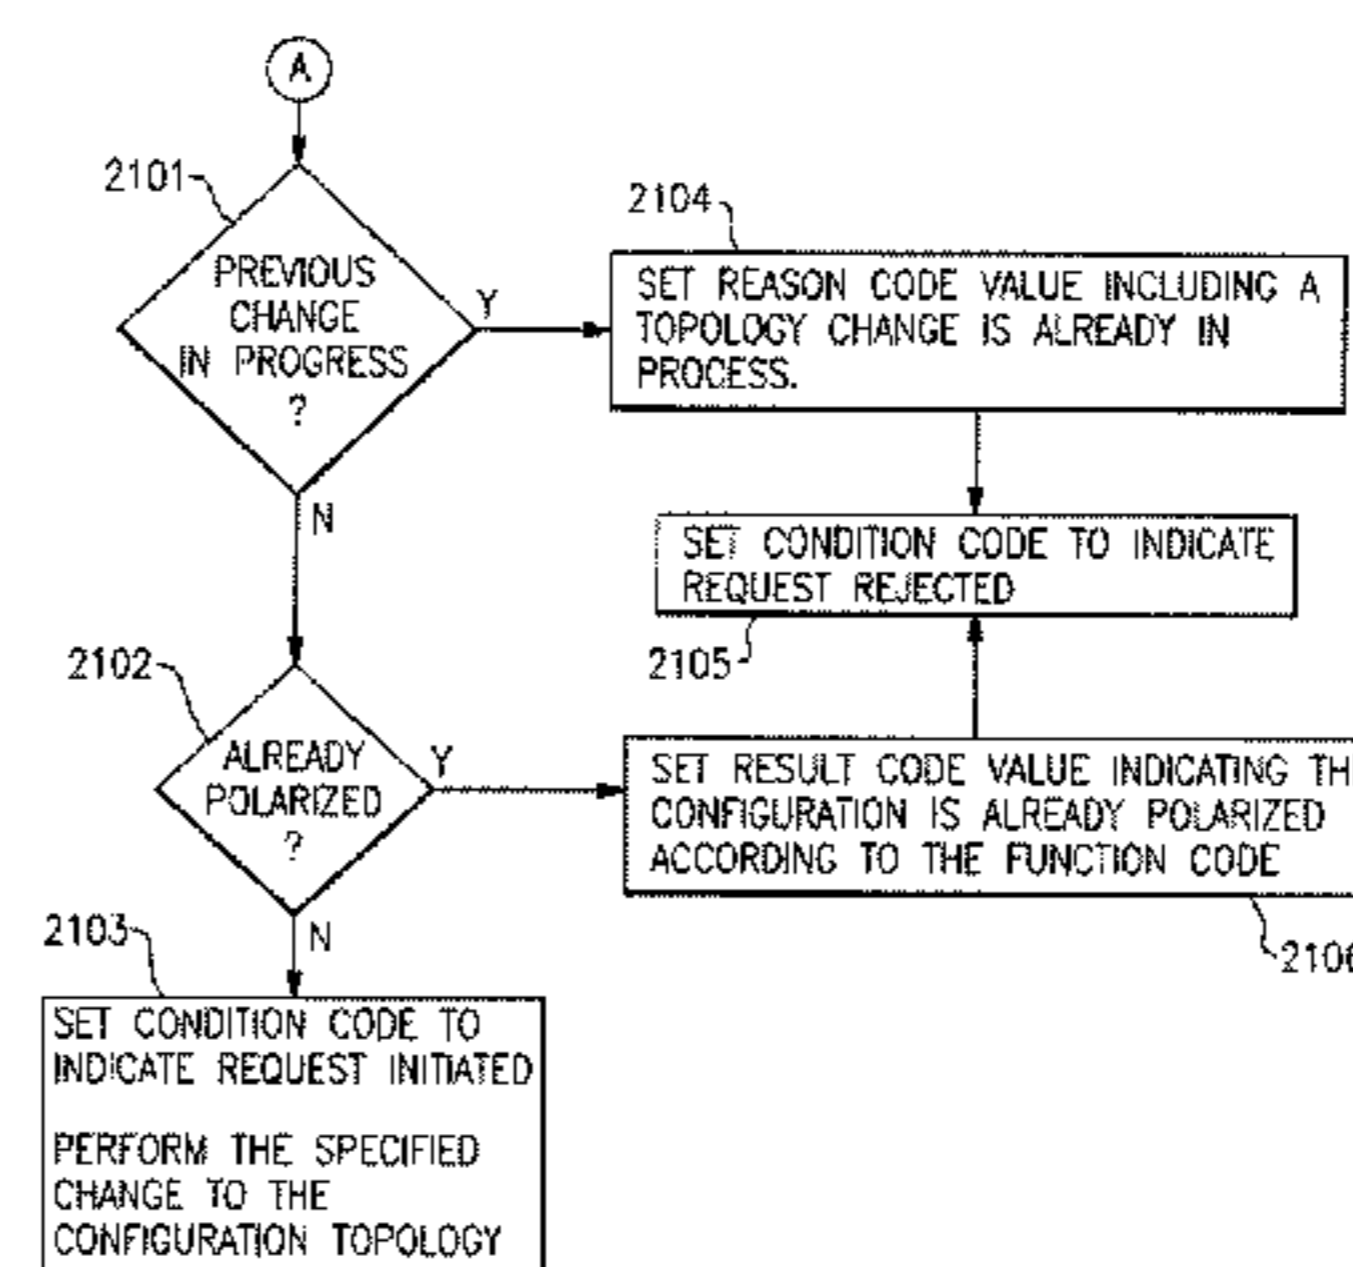 A
2101
PREVIOUS
CHANGE
IN PROGRESS
?
Y
N
2104
SET REASON CODE VALUE INCLUDING A
TOPOLOGY CHANGE IS ALREADY IN
PROCESS.
SET CONDITION CODE TO INDICATE
REQUEST REJECTED
2105
2102
ALREADY
POLARIZED
?
Y
N
SET RESULT CODE VALUE INDICATING
CONFIGURATION IS ALREADY POLARIZED
ACCORDING TO THE FUNCTION CODE
2106
2103
SET CONDITION CODE TO
INDICATE REQUEST INITIATED
PERFORM THE SPECIFIED
CHANGE TO THE
CONFIGURATION TOPOLOGY